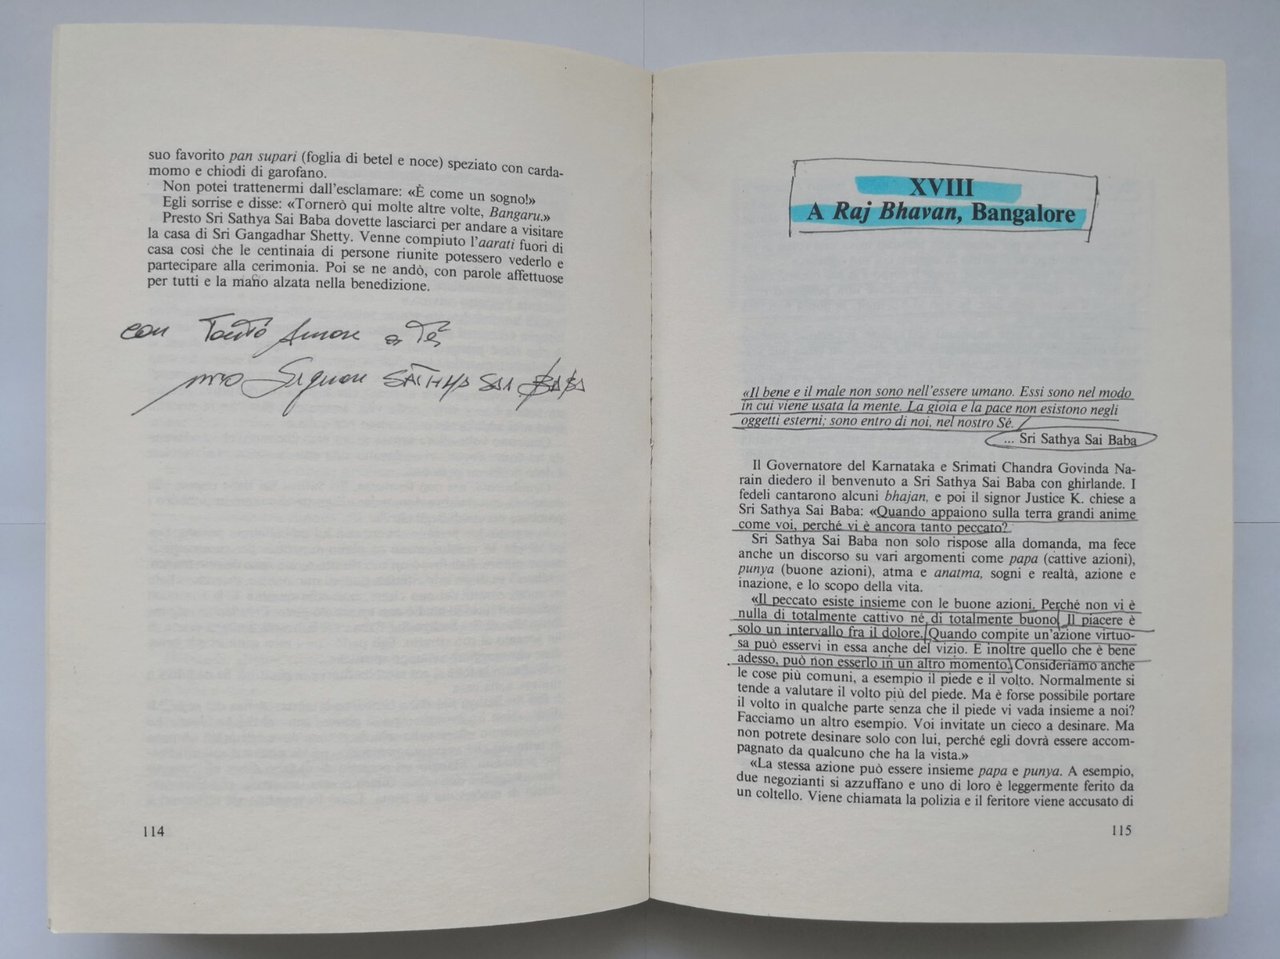 suo favorito pan supari (foglia di betel e noce) speziato con carda-
momo e chiodi di garofano.
Non potei trattenermi dall'esclamare: «È come un sogno!»
Egli sorrise e disse: «Tornerò qui molte altre volte, Bangaru.»
Presto Sri Sathya Sai Baba dovette lasciarci per andare a visitare
la casa di Sri Gangadhar Shetty. Venne compiuto l'aarati fuori di
casa così che le centinaia di persone riunite potessero vederlo e
partecipare alla cerimonia. Poi se ne andò, con parole affettuose
per tutti e la mano alzata nella benedizione.
con Tanto Amore a Te
mio Signore SATHYA SAI BABA
114
XVIII
A Raj Bhavan, Bangalore
«Il bene e il male non sono nell'essere umano. Essi sono nel modo
in cui viene usata la mente. La gioia e la pace non esistono negli
oggetti esterni; sono entro di noi, nel nostro Sé.
... Sri Sathya Sai Baba
Il Governatore del Karnataka e Srimati Chandra Govinda Na-
rain diedero il benvenuto a Sri Sathya Sai Baba con ghirlande. I
fedeli cantarono alcuni bhajan, e poi il signor Justice K. chiese a
Sri Sathya Sai Baba: «Quando appaiono sulla terra grandi anime
come voi, perché vi è ancora tanto peccato?
Sri Sathya Sai Baba non solo rispose alla domanda, ma fece
anche un discorso su vari argomenti come papa (cattive azioni),
punya (buone azioni), atma e anatma, sogni e realtà, azione e
inazione, e lo scopo della vita.
«Il peccato esiste insieme con le buone azioni. Perché non vi è
nulla di totalmente cattivo né di totalmente buono. Il piacere è
solo un intervallo fra il dolore. Quando compite un'azione virtuo-
sa può esservi in essa anche del vizio. E inoltre quello che è bene
adesso, può non esserlo in un altro momento. Consideriamo anche
le cose più comuni, a esempio il piede e il volto. Normalmente si
tende a valutare il volto più del piede. Ma è forse possibile portare
il volto in qualche parte senza che il piede vi vada insieme a noi?
Facciamo un altro esempio. Voi invitate un cieco a desinare. Ma
non potrete desinare solo con lui, perché egli dovrà essere accom-
pagnato da qualcuno che ha la vista.»
«La stessa azione può essere insieme papa e punya. A esempio,
due negozianti si azzuffano e uno di loro è leggermente ferito da
un coltello. Viene chiamata la polizia e il feritore viene accusato di
115